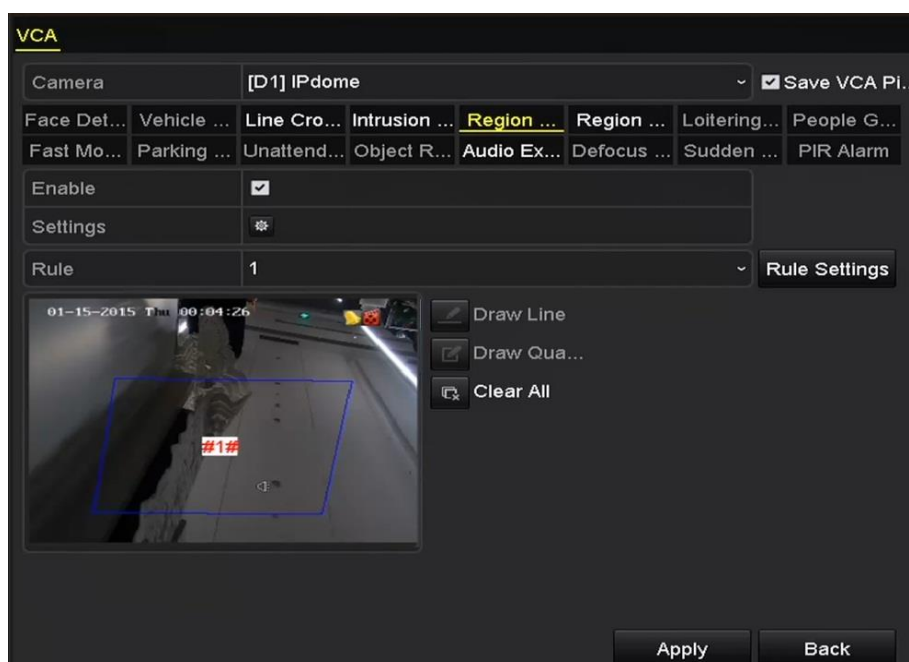 VCA
Camera [D1] IPdome Save VCA Pi.
Face Det... Vehicle ... Line Cro... Intrusion ... Region ... Region ... Loitering... People G...
Fast Mo... Parking ... Unattend... Object R... Audio Ex... Defocus ... Sudden ... PIR Alarm
Enable
Settings
Rule 1 Rule Settings
01-15-2015 Thu 00:04:26
Draw Line
Draw Qua...
Clear All
#1#
Apply Back